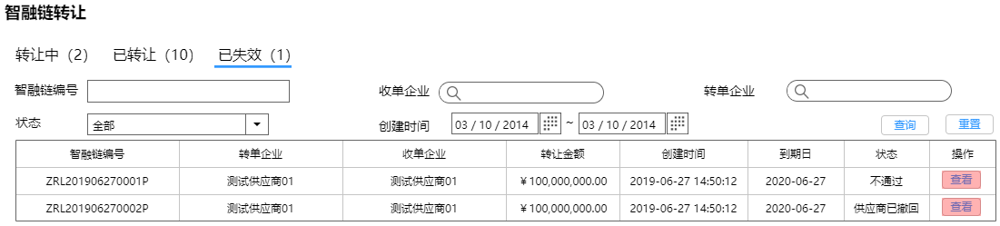 智融链转让
转让中（2） 已转让（10） 已失效（1）
智融链编号 收单企业 转单企业
状态 全部 创建时间 03 / 10 / 2014 ~ 03 / 10 / 2014 查询 重置
智融链编号 转单企业 收单企业 转让金额 创建时间 到期日 状态 操作
ZRL201906270001P 测试供应商01 测试供应商01 ￥100,000,000.00 2019-06-27 14:50:12 2020-06-27 不通过 查看
ZRL201906270002P 测试供应商01 测试供应商01 ￥100,000,000.00 2019-06-27 14:50:12 2020-06-27 供应商已撤回 查看